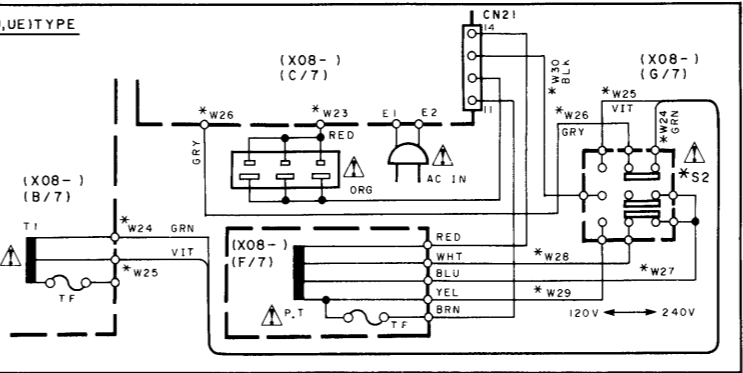 ,UE)TYPE
CN21
14
11
(X08- )
(C/7)
(X08- )
(G/7)
*W30
BLK
*W26
GRY
*W23
RED
E1 E2
AC IN
ORG
*W25
VIT
*W26
GRY
*W24
GRN
*S2
(X08- )
(B/7)
T1
*W24 GRN
VIT
*W25
TF
(X08- )
(F/7)
P.T
TF
RED
WHT *W28
BLU *W27
YEL *W29
BRN
120V 240V